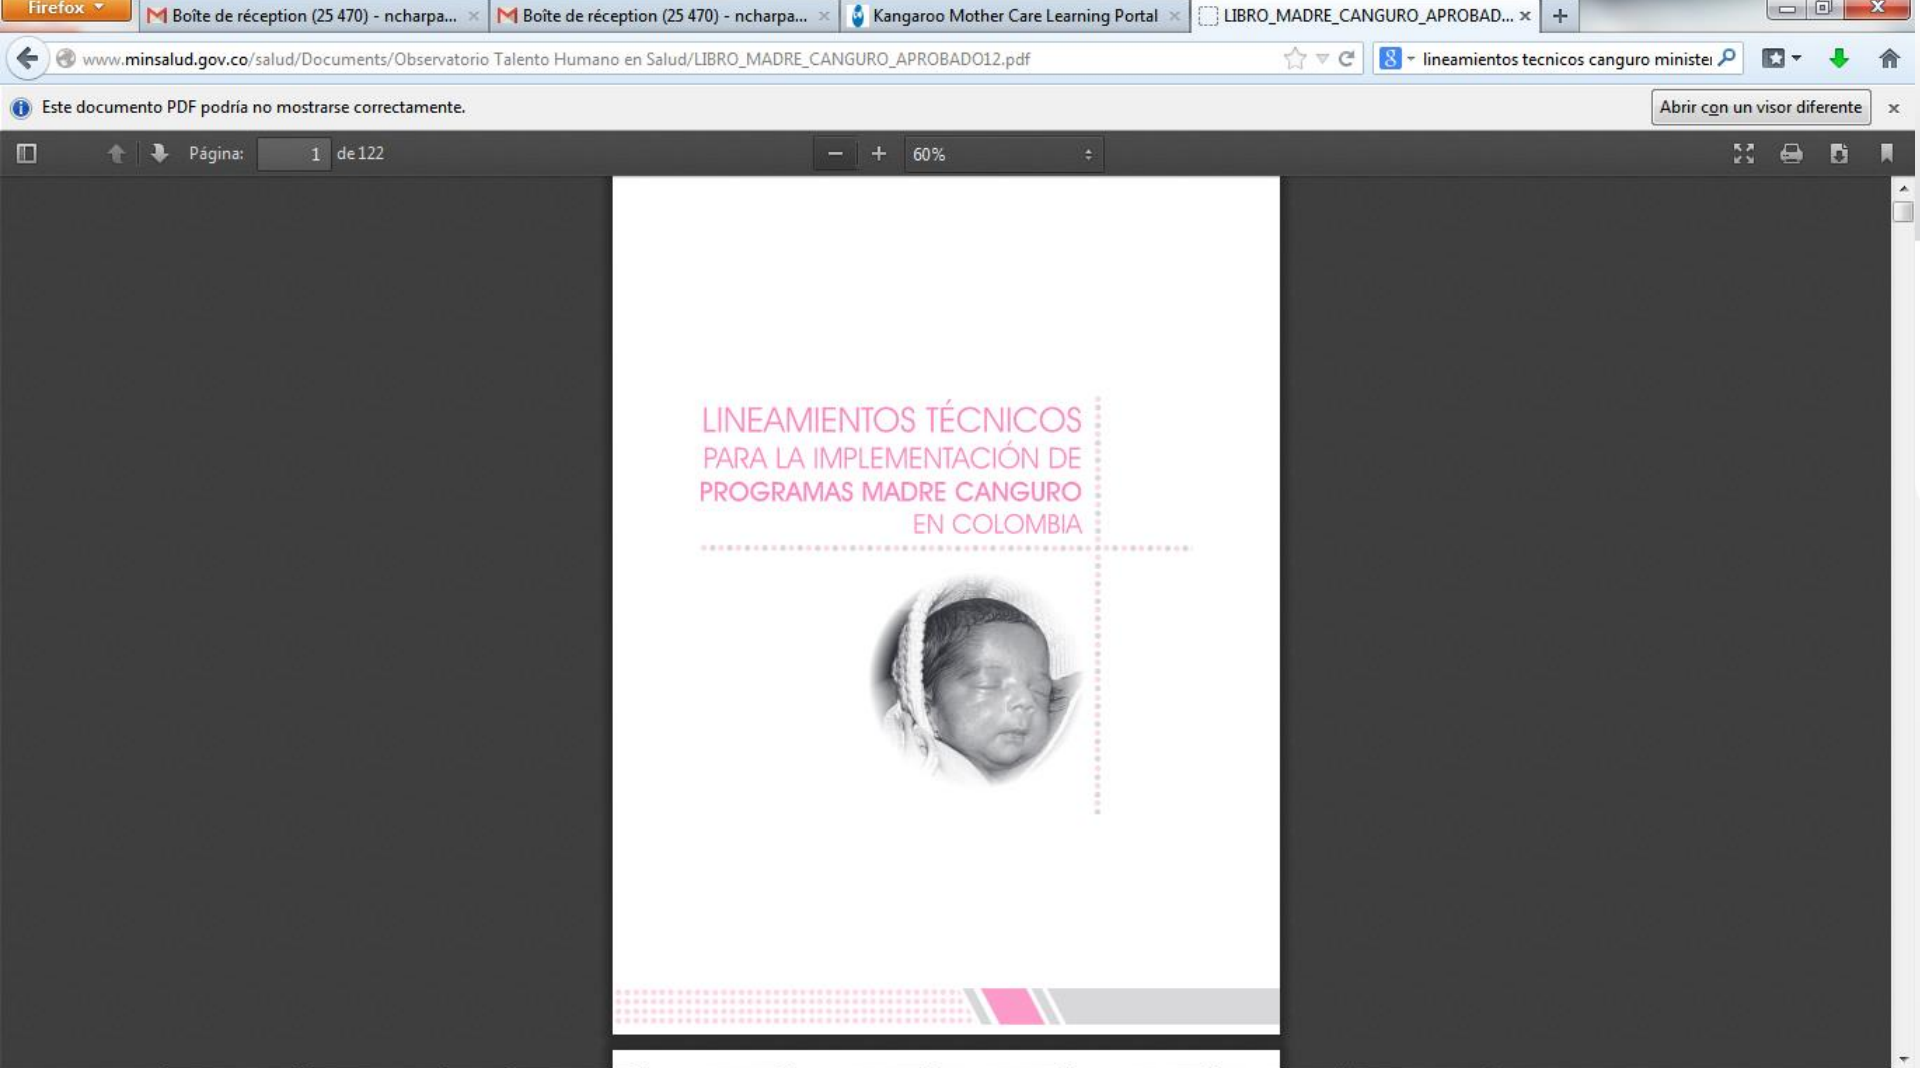 Firefox
Boîte de réception (25 470) - ncharpa...
Boîte de réception (25 470) - ncharpa...
Kangaroo Mother Care Learning Portal
LIBRO_MADRE_CANGURO_APROBAD...
www.minsalud.gov.co/salud/Documents/Observatorio Talento Humano en Salud/LIBRO_MADRE_CANGURO_APROBADO12.pdf
lineamientos tecnicos canguro minister
Este documento PDF podría no mostrarse correctamente.
Abrir con un visor diferente
Página: 1 de 122
60%
LINEAMIENTOS TÉCNICOS
PARA LA IMPLEMENTACIÓN DE
PROGRAMAS MADRE CANGURO
EN COLOMBIA